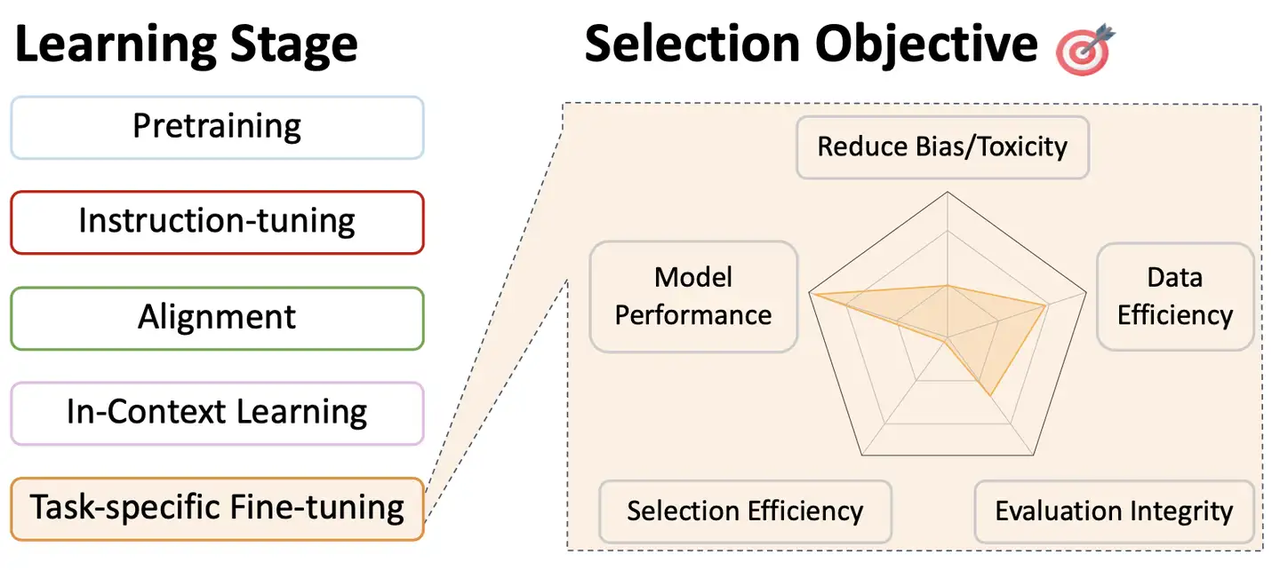 Learning Stage
Pretraining
Instruction-tuning
Alignment
In-Context Learning
Task-specific Fine-tuning
Selection Objective
Reduce Bias/Toxicity
Model
Performance
Data
Efficiency
Selection Efficiency
Evaluation Integrity